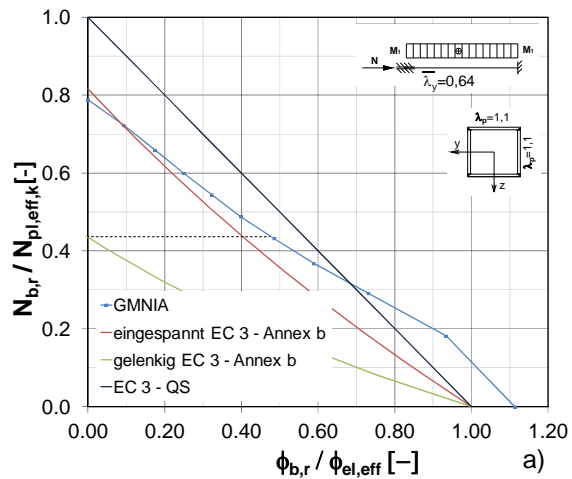 1.0
0.8
0.6
0.4
0.2
0.0
N_b,r / N_pl,eff,k [-]
M₁ ⊕ M₁
N
λ̅_y=0,64
λ_p=1,1
λ_p=1,1
y
z
GMNIA
eingespannt EC 3 - Annex b
gelenkig EC 3 - Annex b
EC 3 - QS
0.00 0.20 0.40 0.60 0.80 1.00 1.20
ϕ_b,r / ϕ_el,eff [-]
a)